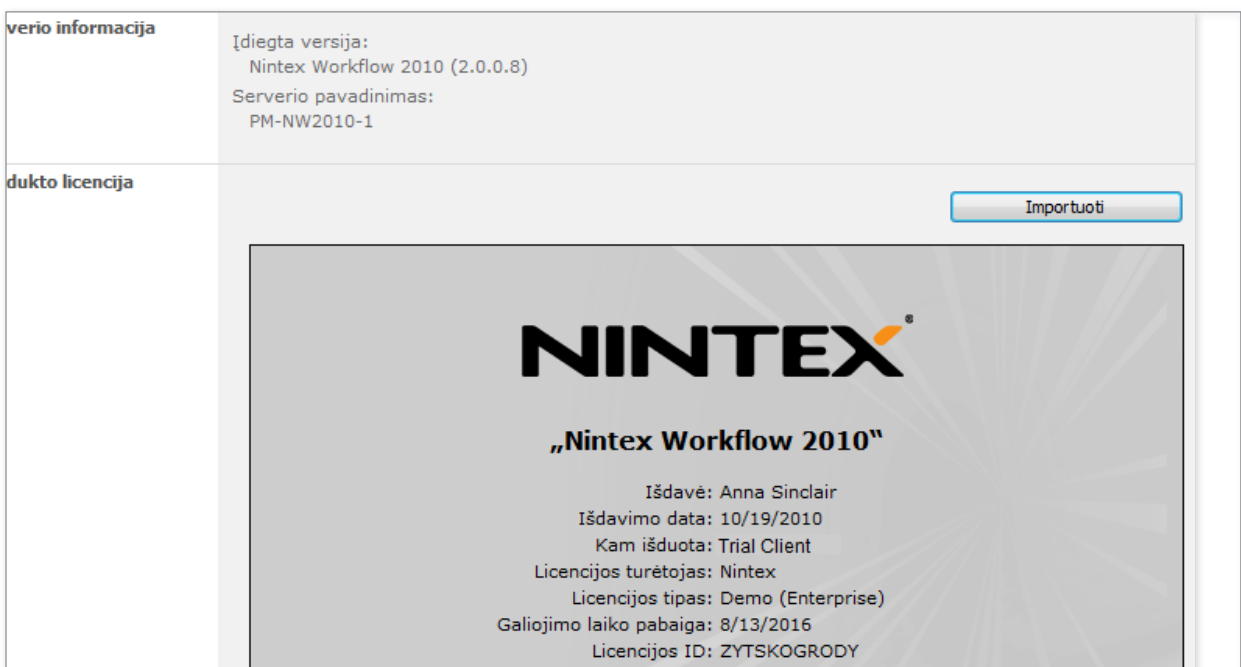 verio informacija
Įdiegta versija:
Nintex Workflow 2010 (2.0.0.8)
Serverio pavadinimas:
PM-NW2010-1
dukto licencija
Importuoti
NINTEX®
„Nintex Workflow 2010“
Išdavė: Anna Sinclair
Išdavimo data: 10/19/2010
Kam išduota: Trial Client
Licencijos turėtojas: Nintex
Licencijos tipas: Demo (Enterprise)
Galiojimo laiko pabaiga: 8/13/2016
Licencijos ID: ZYTSKOGRODY